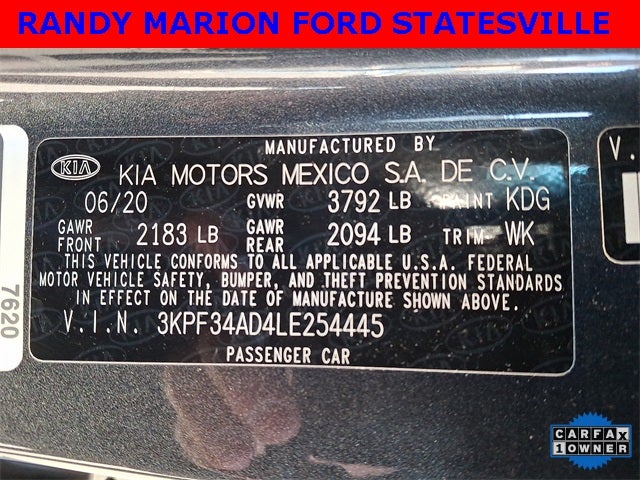 RANDY MARION FORD STATESVILLE
MANUFACTURED BY
KIA KIA MOTORS MEXICO S.A. DE C.V.
06/20 GVWR 3792 LB PAINT KDG
GAWR FRONT 2183 LB GAWR REAR 2094 LB TRIM- WK
THIS VEHICLE CONFORMS TO ALL APPLICABLE U.S.A. FEDERAL
MOTOR VEHICLE SAFETY, BUMPER, AND THEFT PREVENTION STANDARDS
IN EFFECT ON THE DATE OF MANUFACTURE SHOWN ABOVE.
V.I.N. 3KPF34AD4LE254445
PASSENGER CAR
7620
V.
CARFAX
1 OWNER